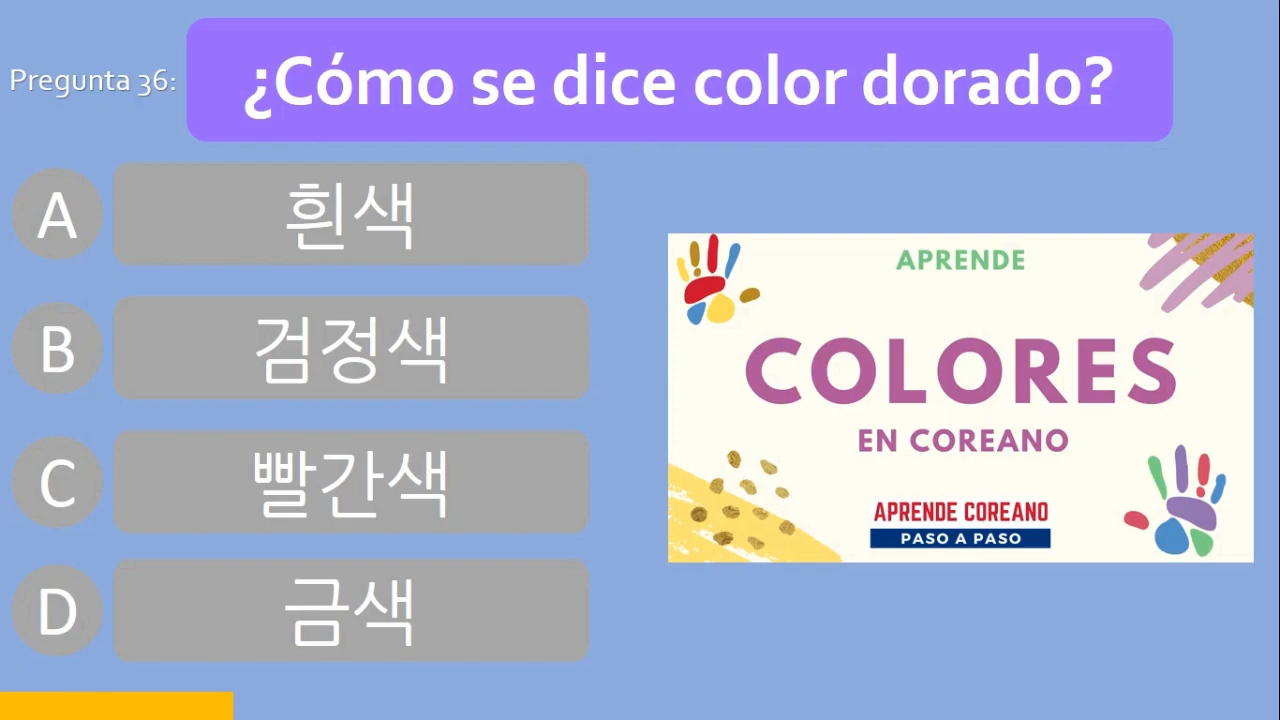 Pregunta 36:
¿Cómo se dice color dorado?
A
흰색
B
검정색
C
빨간색
D
금색
APRENDE
COLORES
EN COREANO
APRENDE COREANO
PASO A PASO